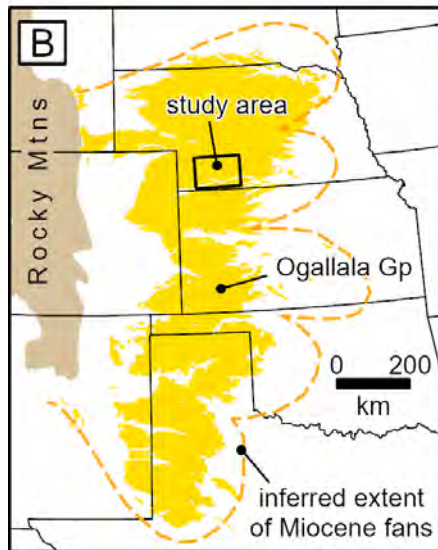 B
study area
Rocky Mtns
Ogallala Gp
0 200
km
inferred extent
of Miocene fans